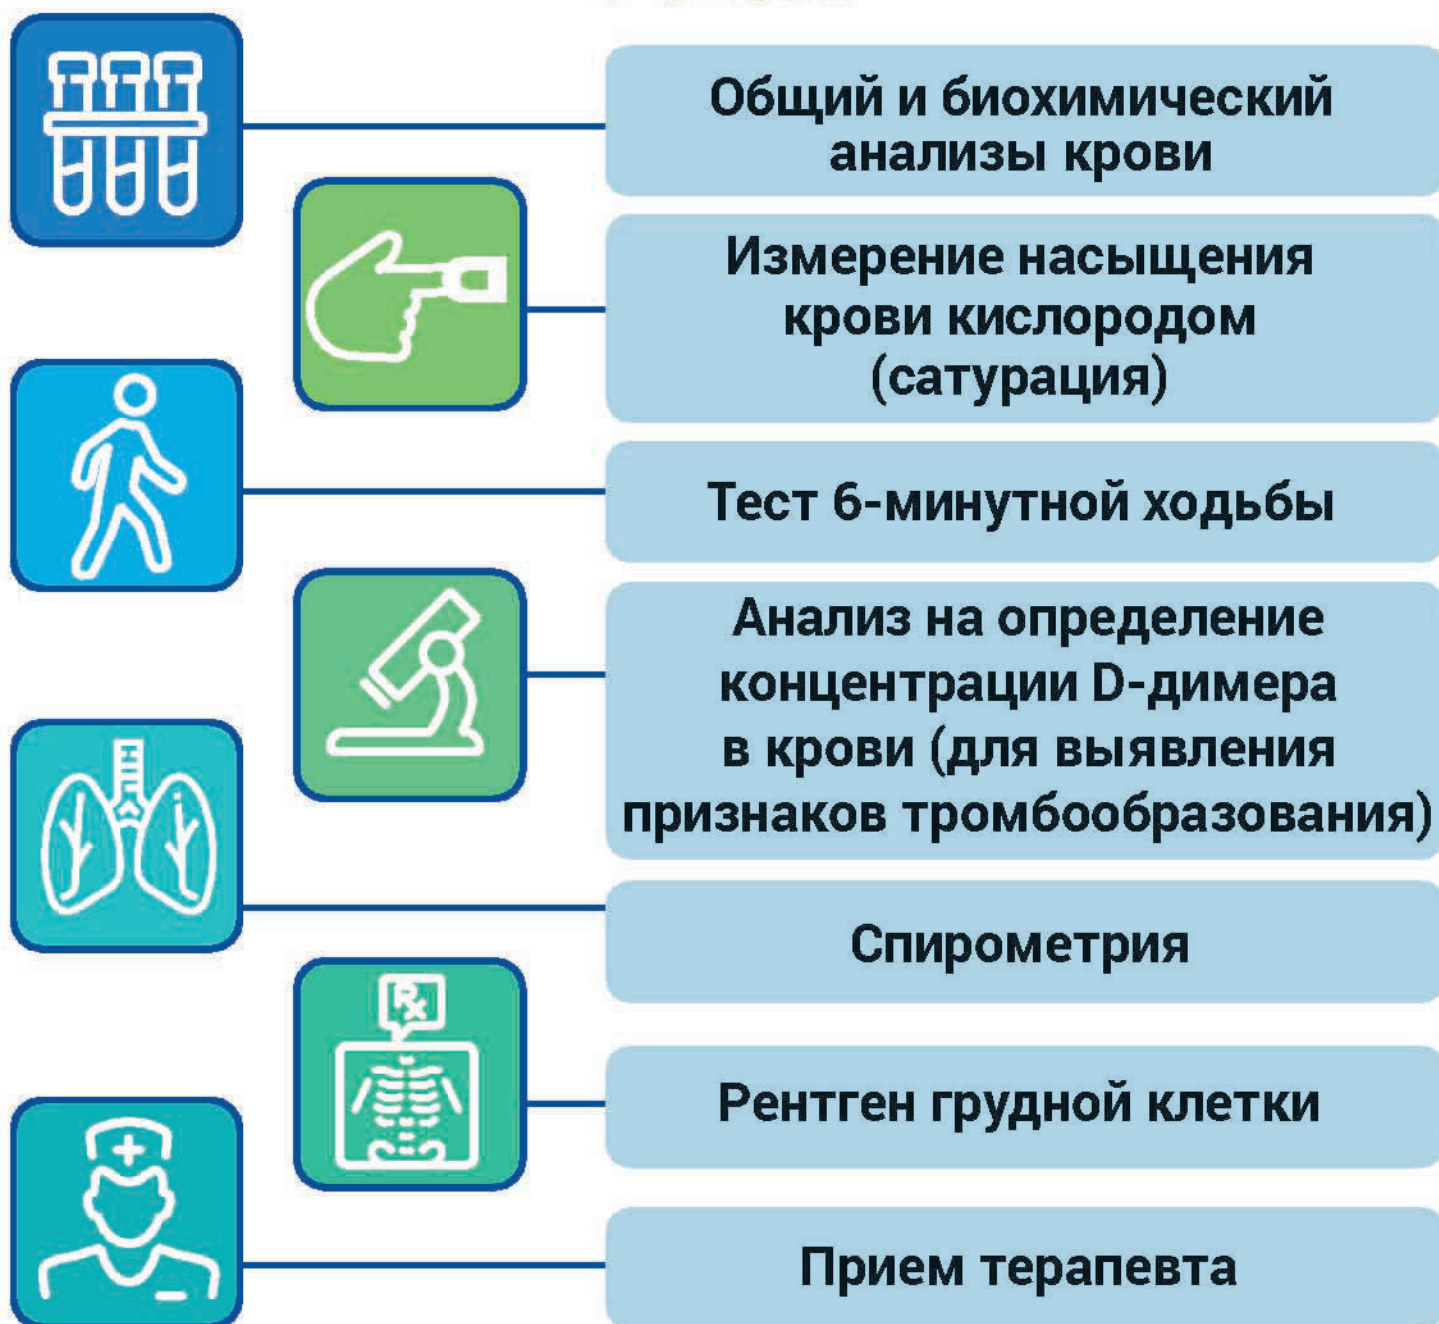 Общий и биохимический
анализы крови
Измерение насыщения
крови кислородом
(сатурация)
Тест 6-минутной ходьбы
Анализ на определение
концентрации D-димера
в крови (для выявления
признаков тромбообразования)
Спирометрия
Rx
Рентген грудной клетки
Прием терапевта